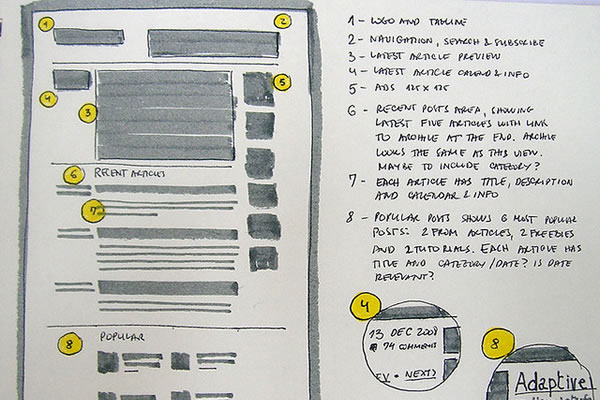 1
2
1 - LOGO AND TAGLINE
2 - NAVIGATION, SEARCH & SUBSCRIBE
3 - LATEST ARTICLE PREVIEW
4 - LATEST ARTICLE CALEND & INFO
5 - ADS 125 X 125
6 - RECENT POSTS AREA, SHOWING
LATEST FIVE ARTICLES WITH LINK
TO ARCHIVE AT THE END. ARCHIVE
LOOKS THE SAME AS THIS VIEW.
MAYBE TO INCLUDE CATEGORY?
7 - EACH ARTICLE HAS TITLE, DESCRIPTION
AND CALENDAR & INFO
8 - POPULAR POSTS SHOWS 6 MOST POPULAR
POSTS: 2 FROM ARTICLES, 2 FREEBIES
AND 2 TUTORIALS. EACH ARTICLE HAS
TITLE AND CATEGORY/DATE? IS DATE
RELEVANT?
4
5
3
6 RECENT ARTICLES
7
8 POPULAR
4
13 DEC 2008
74 COMMENTS
EV • NEXT
8
Adaptive